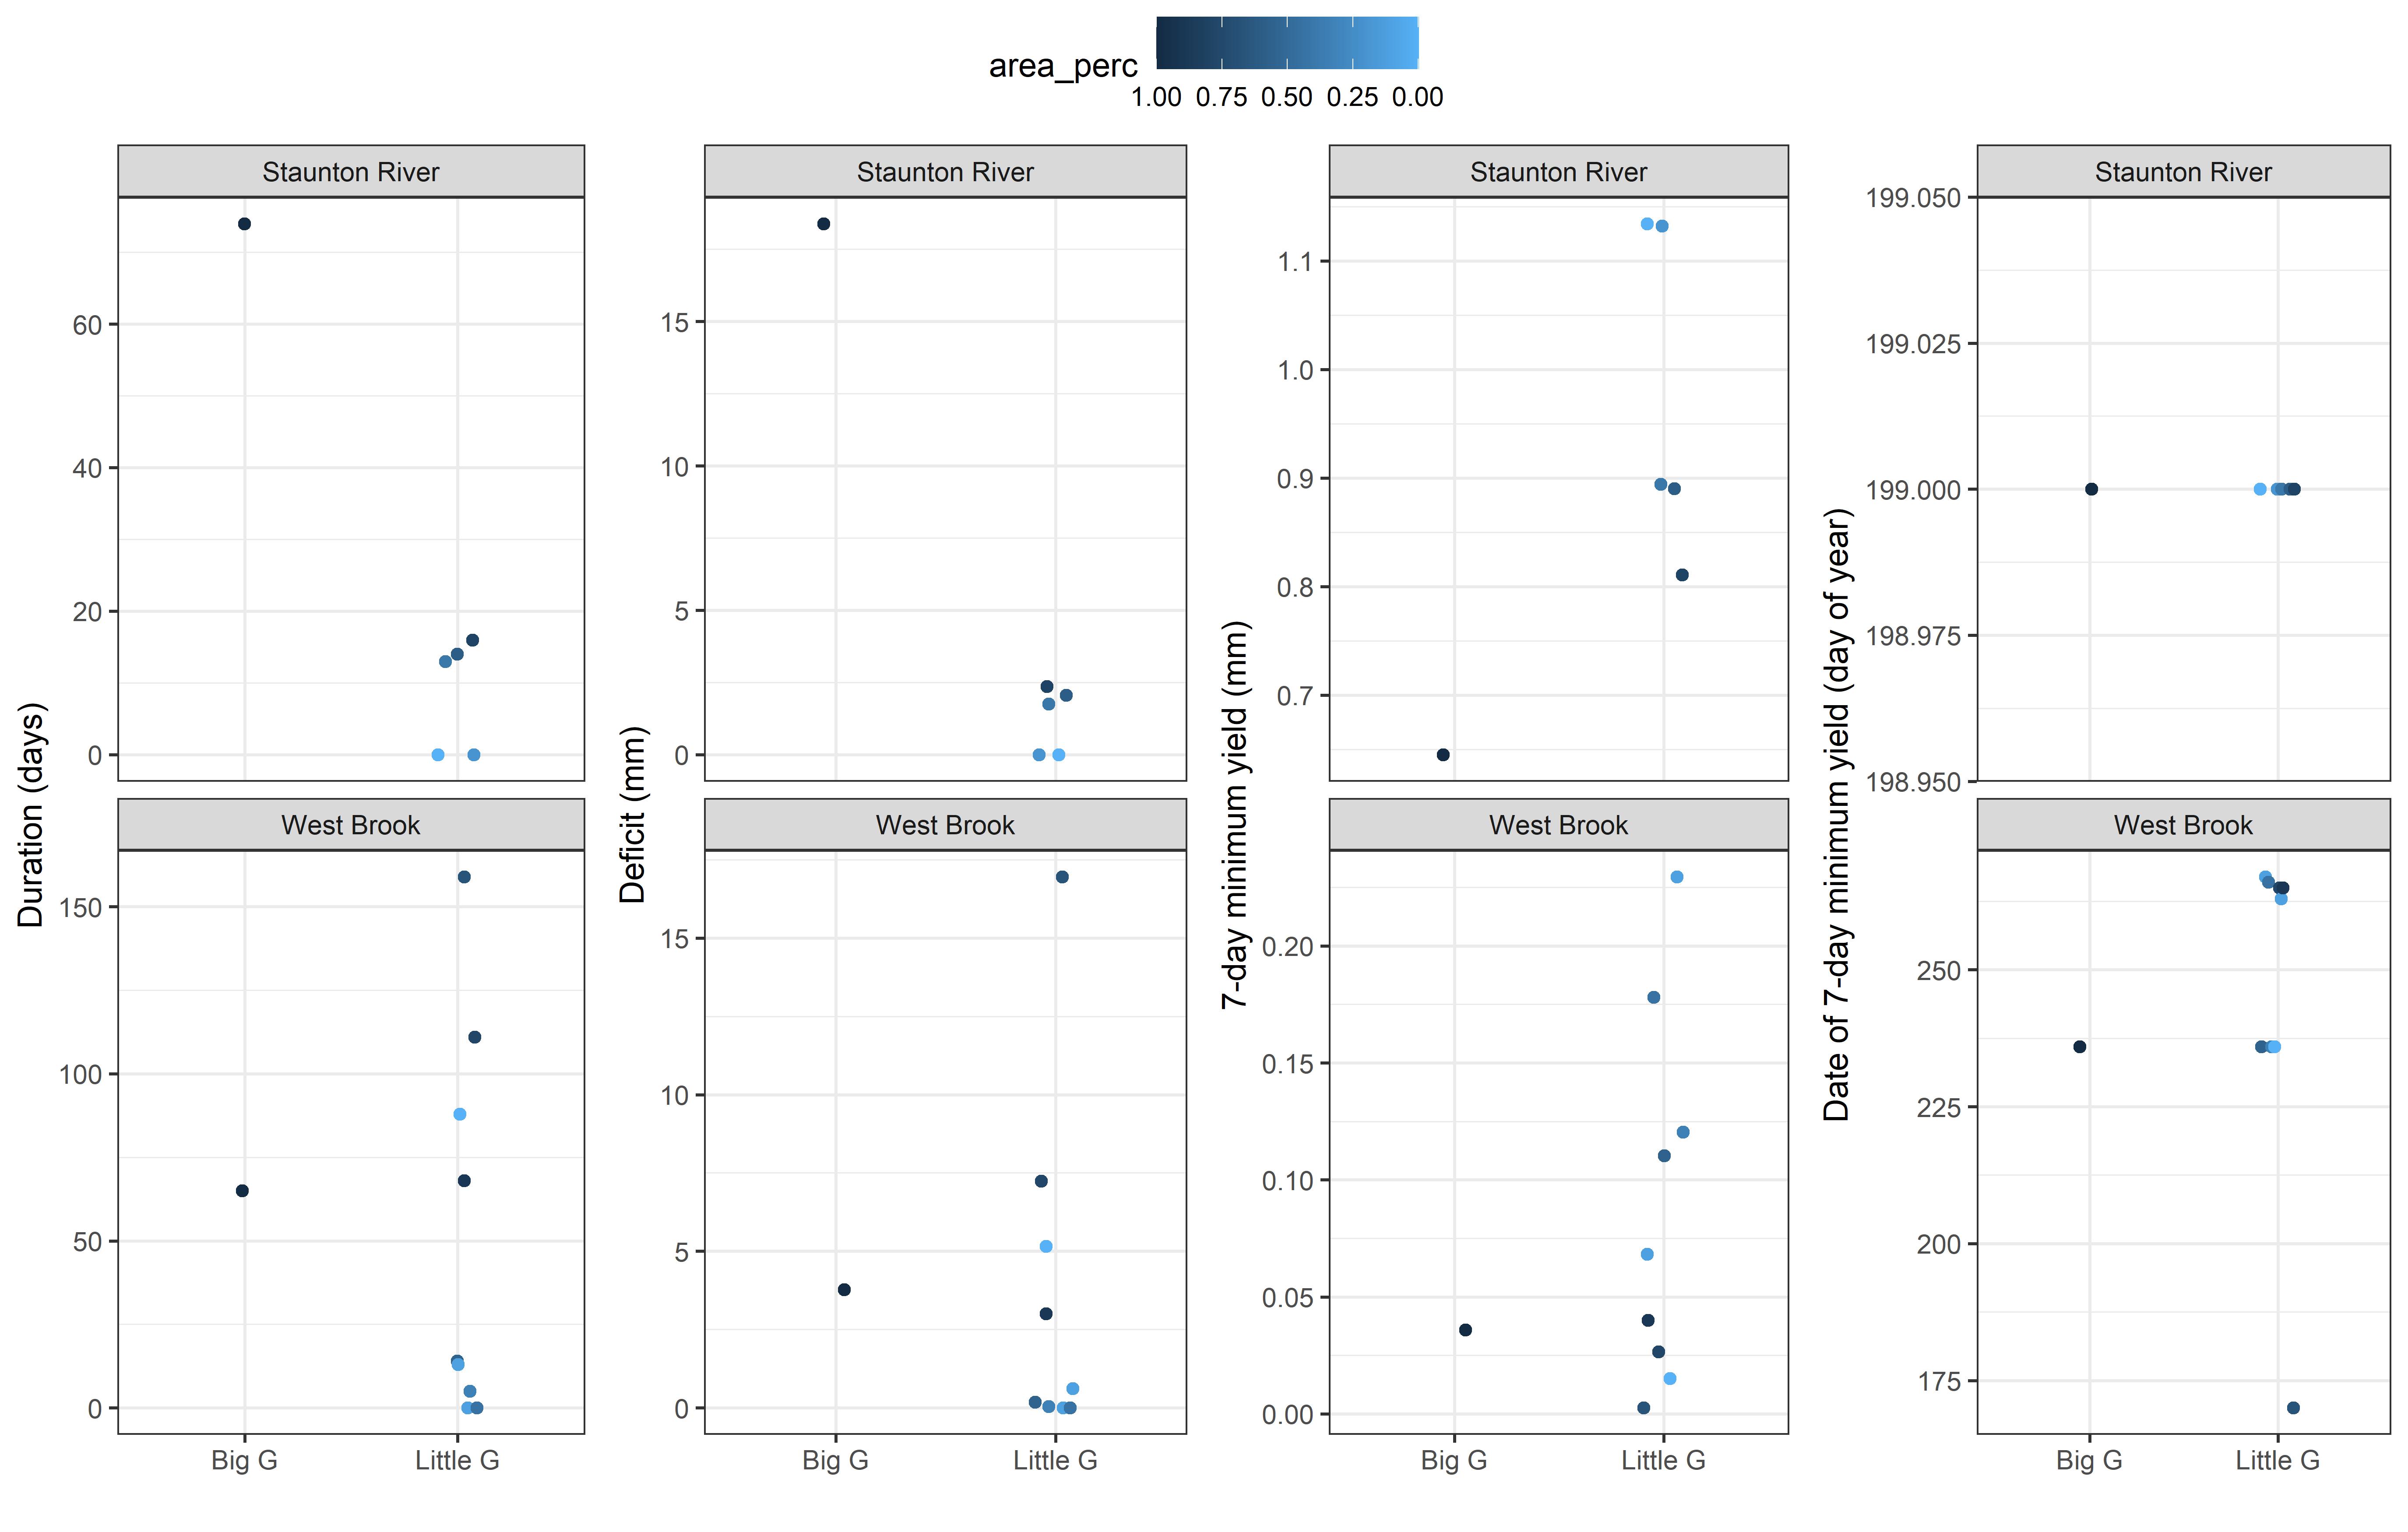 area_perc
1.00 0.75 0.50 0.25 0.00
Duration (days)
Staunton River
60
40
20
0
West Brook
150
100
50
0
Big G Little G
Deficit (mm)
Staunton River
15
10
5
0
West Brook
15
10
5
0
Big G Little G
7-day minimum yield (mm)
Staunton River
1.1
1.0
0.9
0.8
0.7
West Brook
0.20
0.15
0.10
0.05
0.00
Big G Little G
Date of 7-day minimum yield (day of year)
Staunton River
199.050
199.025
199.000
198.975
198.950
West Brook
250
225
200
175
Big G Little G